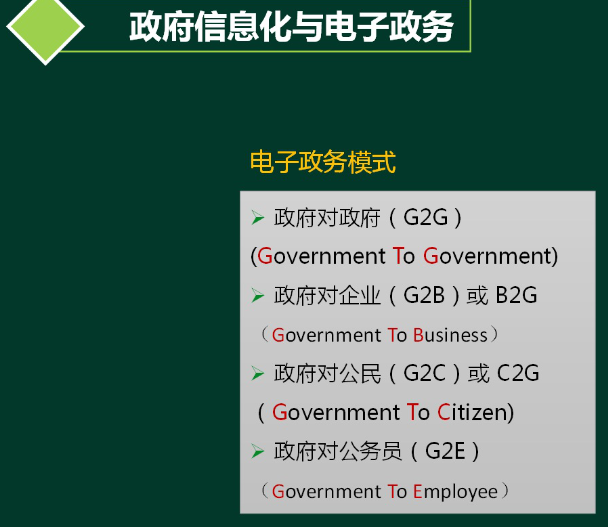 政府信息化与电子政务
电子政务模式
➢ 政府对政府（G2G）
(Government To Government)
➢ 政府对企业（G2B）或 B2G
（Government To Business）
➢ 政府对公民（G2C）或 C2G
（Government To Citizen)
➢ 政府对公务员（G2E）
（Government To Employee）